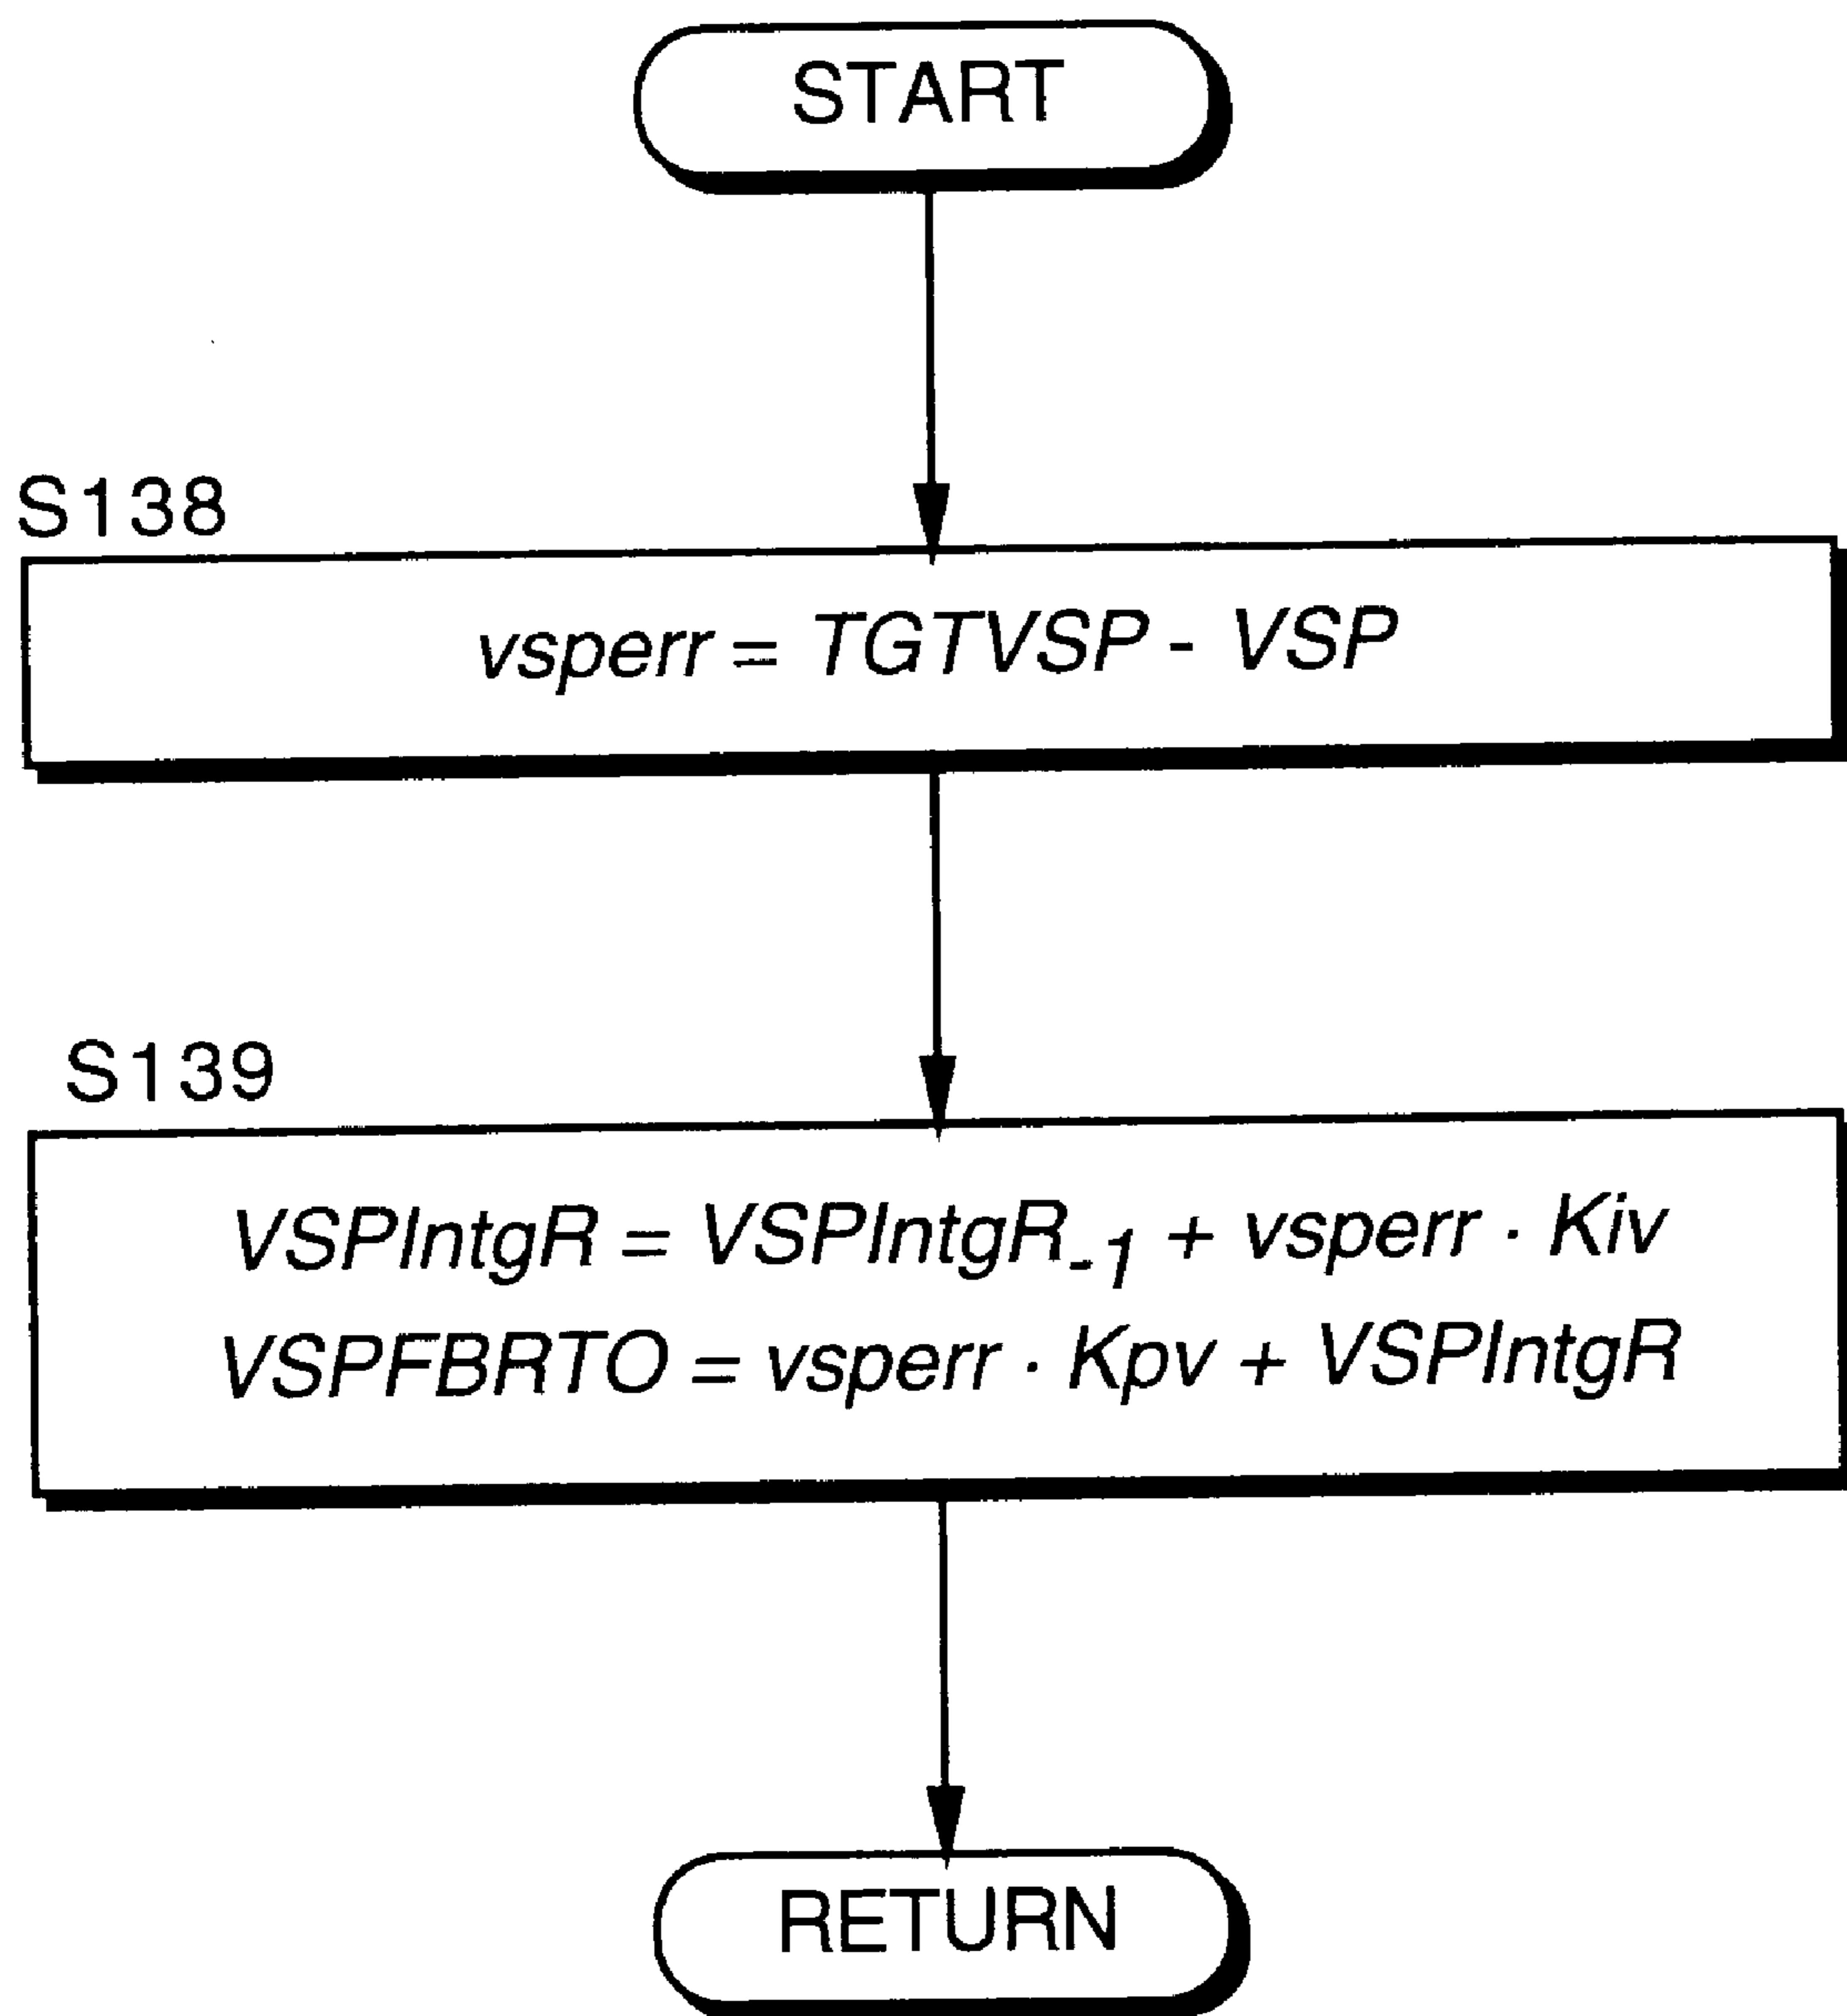 START
S138
vsperr = TGTVSP - VSP
S139
VSPIntgR = VSPIntgR-1 + vsperr · Kiv
VSPFBRTO = vsperr · Kpv + VSPIntgR
RETURN